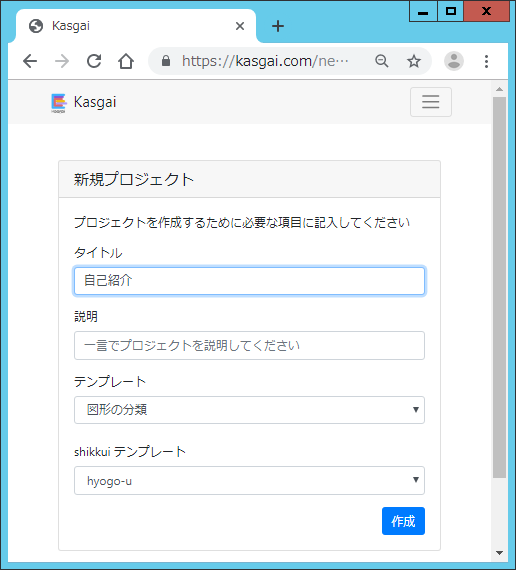 Kasgai
https://kasgai.com/ne…
Kasgai
新規プロジェクト
プロジェクトを作成するために必要な項目に記入してください
タイトル
自己紹介
説明
一言でプロジェクトを説明してください
テンプレート
図形の分類
shikkui テンプレート
hyogo-u
作成